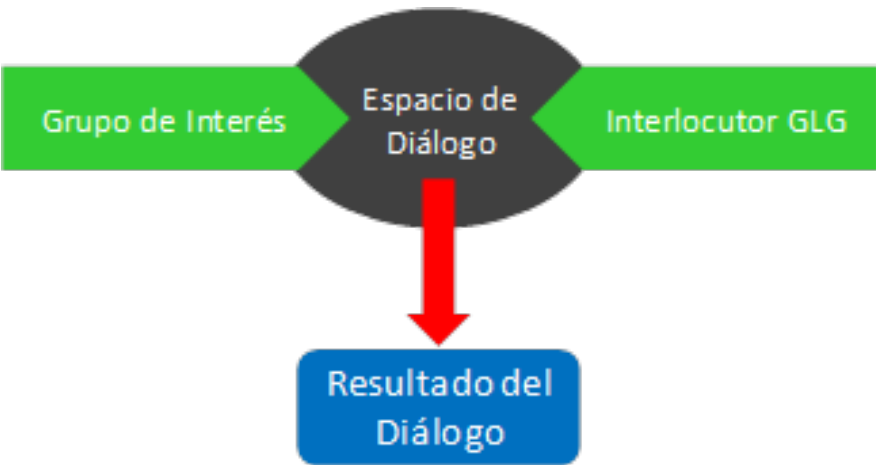 Grupo de Interés
Espacio de
Diálogo
Interlocutor GLG
Resultado del
Diálogo